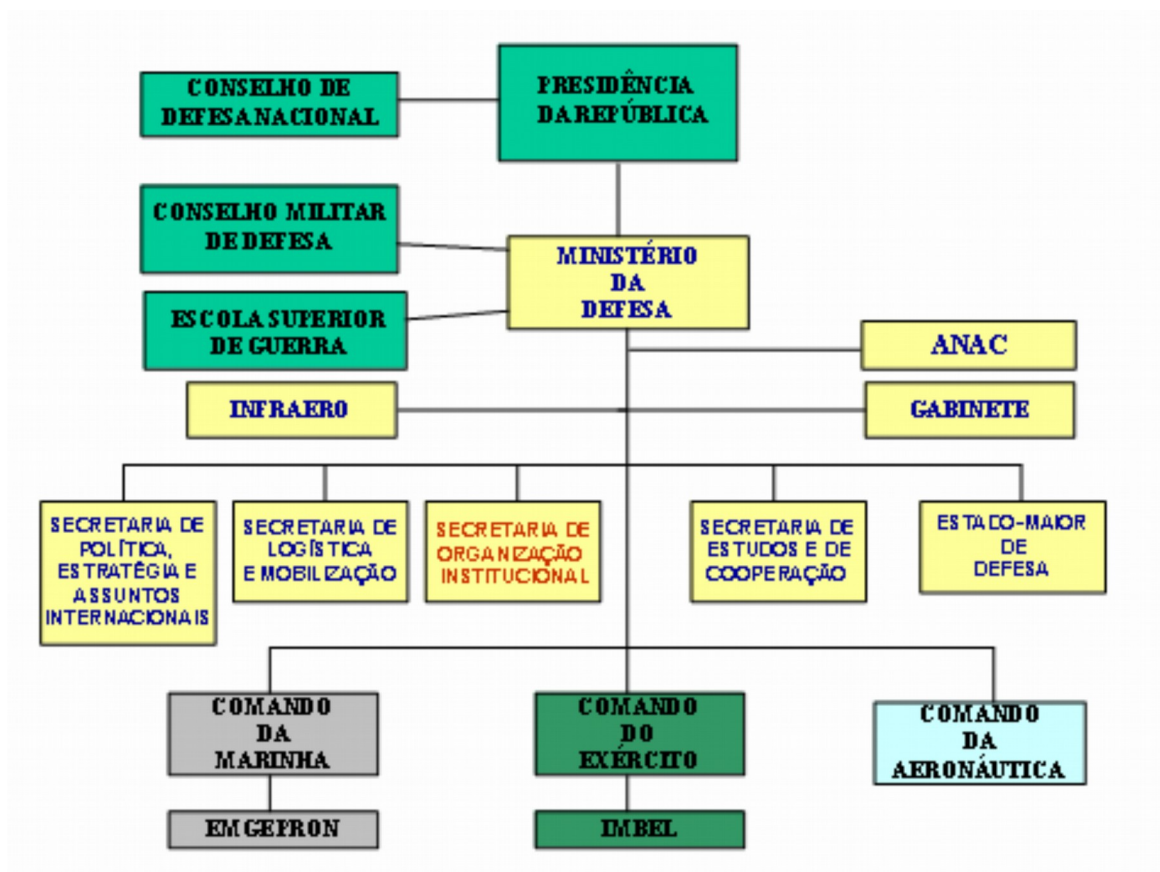 CONSELHO DE
DEFESA NACIONAL
PRESIDÊNCIA
DA REPÚBLICA
CONSELHO MILITAR
DE DEFESA
MINISTÉRIO
DA
DEFESA
ESCOLA SUPERIOR
DE GUERRA
ANAC
INFRAERO
GABINETE
SECRETARIA DE
POLÍTICA,
ESTRATÉGIA E
ASSUNTOS
INTERNACIONAIS
SECRETARIA DE
LOGÍSTICA
E MOBILIZAÇÃO
SECRETARIA DE
ORGANIZAÇÃO
INSTITUCIONAL
SECRETARIA DE
ESTUDOS E DE
COOPERAÇÃO
ESTADO-MAIOR
DE
DEFESA
COMANDO
DA
MARINHA
COMANDO
DO
EXÉRCITO
COMANDO
DA
AERONÁUTICA
EMGEPRON
IMBEL